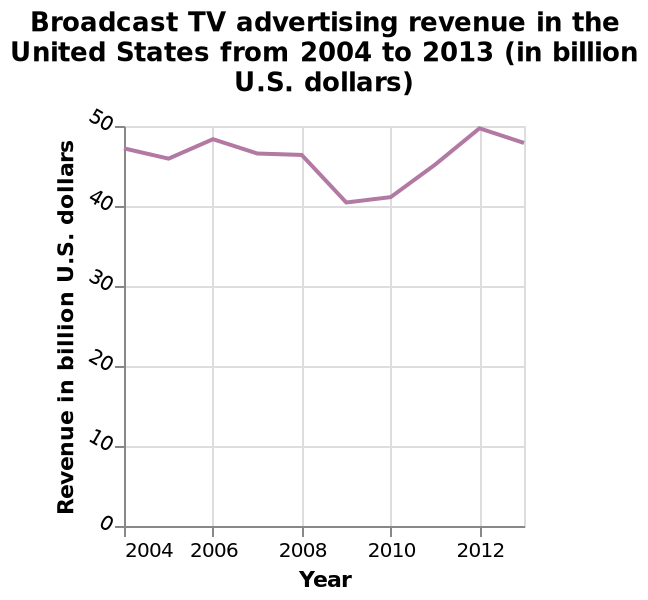 Broadcast TV advertising revenue in the
United States from 2004 to 2013 (in billion
U.S. dollars)
Revenue in billion U.S. dollars
50
40
30
20
10
0
2004 2006 2008 2010 2012
Year